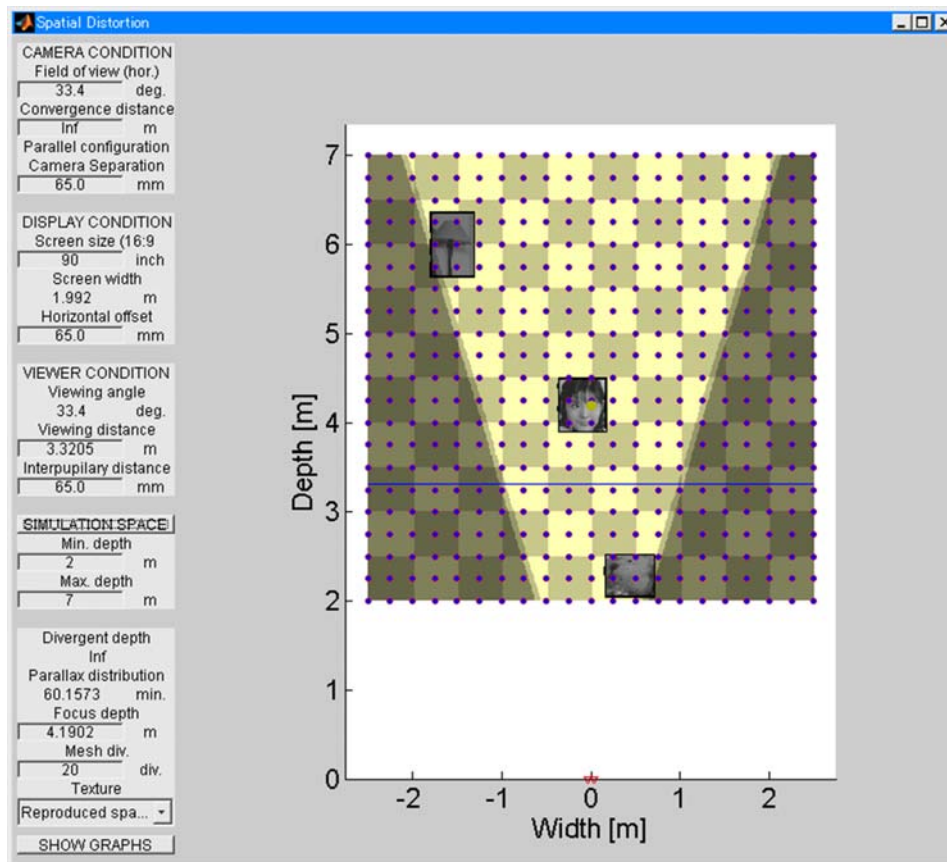 Spatial Distortion
CAMERA CONDITION
Field of view (hor.)
33.4 deg.
Convergence distance
Inf m
Parallel configuration
Camera Separation
65.0 mm
DISPLAY CONDITION
Screen size (16:9
90 inch
Screen width
1.992 m
Horizontal offset
65.0 mm
VIEWER CONDITION
Viewing angle
33.4 deg.
Viewing distance
3.3205 m
Interpupilary distance
65.0 mm
SIMULATION SPACE
Min. depth
2 m
Max. depth
7 m
Divergent depth
Inf
Parallax distribution
60.1573 min.
Focus depth
4.1902 m
Mesh div.
20 div.
Texture
Reproduced spa...
SHOW GRAPHS
7
6
5
4
3
2
1
0
Depth [m]
-2 -1 0 1 2
Width [m]